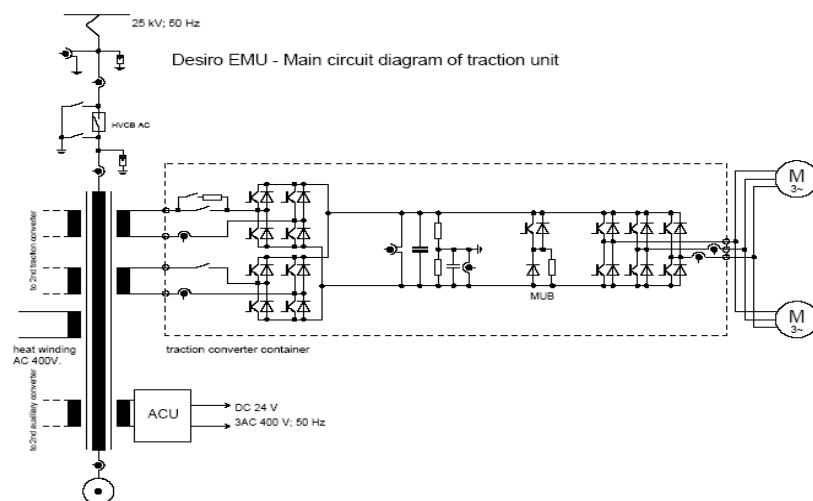 25 kV; 50 Hz
Desiro EMU - Main circuit diagram of traction unit
HVCB AC
M
3~
to 2nd traction converter
MUB
M
3~
heat winding
AC 400V.
traction converter container
to 2nd auxiliary converter
ACU
DC 24 V
3AC 400 V; 50 Hz